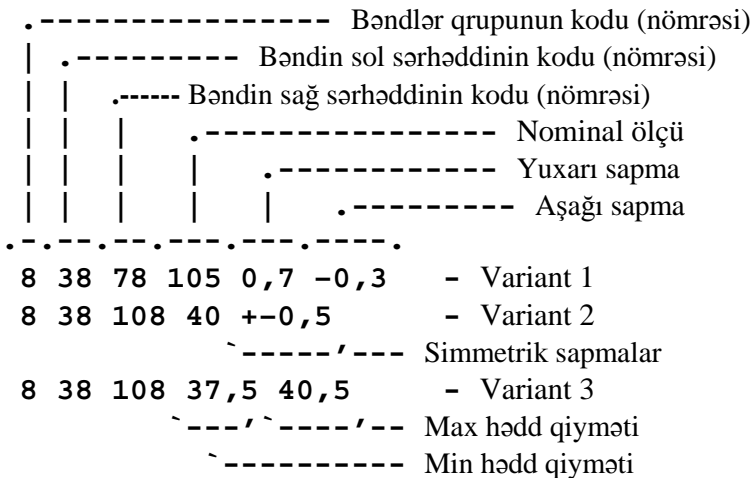 .----------------- Bəndlər qrupunun kodu (nömrəsi)
| .--------- Bəndin sol sərhəddinin kodu (nömrəsi)
| | .------ Bəndin sağ sərhəddinin kodu (nömrəsi)
| | | .---------------- Nominal ölçü
| | | | .------------ Yuxarı sapma
| | | | | .--------- Aşağı sapma
.-.--.--.---.---.----.
8 38 78 105 0,7 -0,3 - Variant 1
8 38 108 40 +-0,5 - Variant 2
`-----'--- Simmetrik sapmalar
8 38 108 37,5 40,5 - Variant 3
`---'`----'-- Max hədd qiyməti
`---------- Min hədd qiyməti